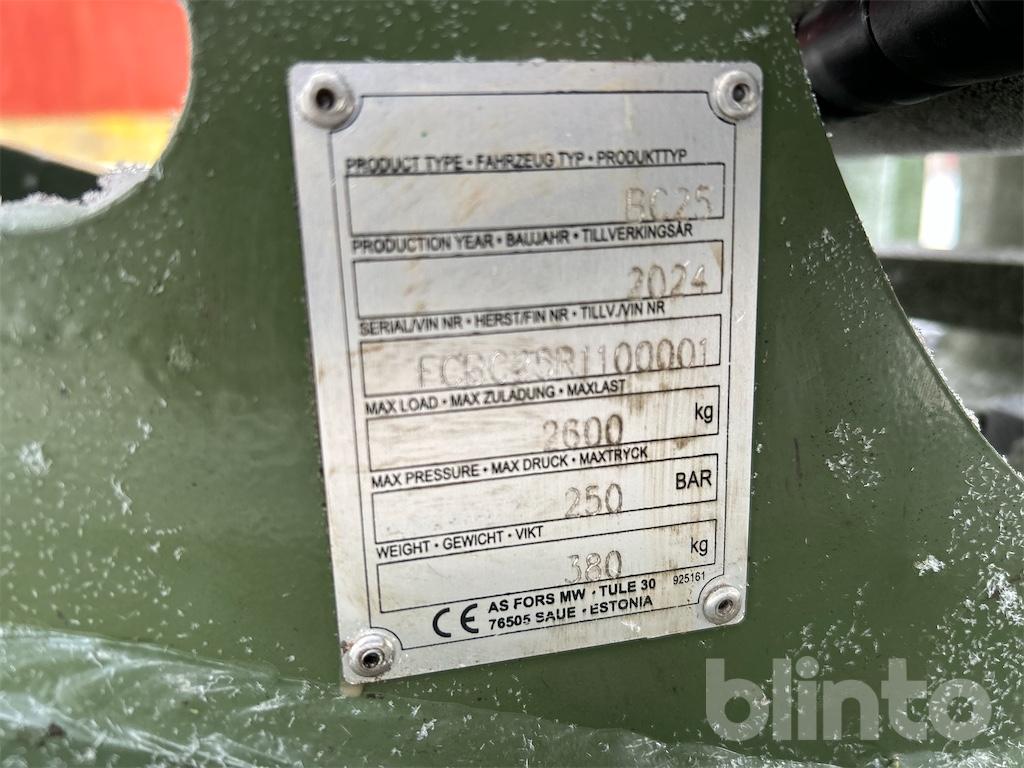 PRODUCT TYPE • FAHRZEUG TYP • PRODUKTTYP
BC25
PRODUCTION YEAR • BAUJAHR • TILLVERKINGSÅR
2024
SERIAL/VIN NR • HERST/FIN NR • TILLV./VIN NR
FCBC25R1100001
MAX LOAD • MAX ZULADUNG • MAXLAST
2600 kg
MAX PRESSURE • MAX DRUCK • MAXTRYCK
250 BAR
WEIGHT • GEWICHT • VIKT
380 kg
CE AS FORS MW • TULE 30 925161
76505 SAUE • ESTONIA
blinto